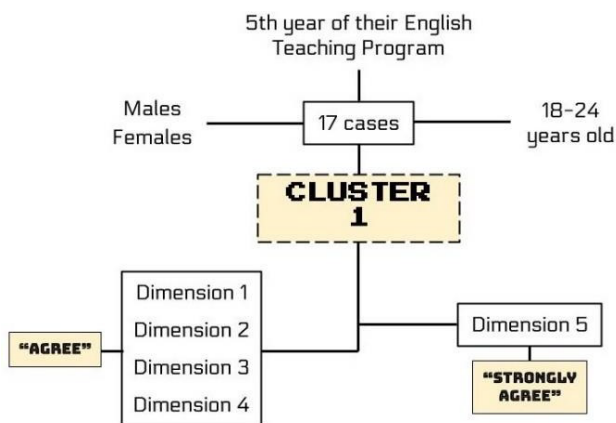 5th year of their English
Teaching Program
Males
Females
17 cases
18-24
years old
CLUSTER
1
Dimension 1
Dimension 2
Dimension 3
Dimension 4
"AGREE"
Dimension 5
"STRONGLY
AGREE"